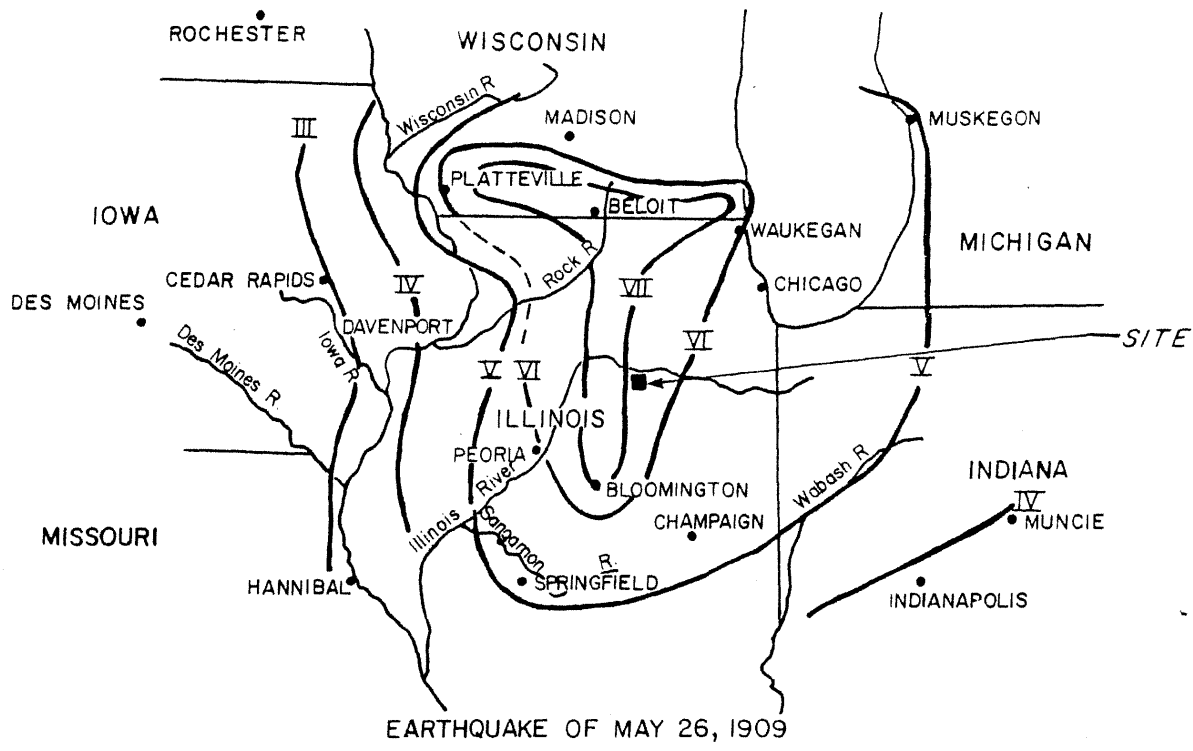 ROCHESTER
WISCONSIN
Wisconsin R
III
MADISON
MUSKEGON
PLATTEVILLE
IOWA
BELOIT
WAUKEGAN
MICHIGAN
CEDAR RAPIDS
IV
Rock R
VII
CHICAGO
DES MOINES
DAVENPORT
Iowa R
VI
SITE
Des Moines R.
V
VI
V
ILLINOIS
PEORIA
Illinois River
BLOOMINGTON
Wabash R
INDIANA
IV
MISSOURI
Sangamon R.
CHAMPAIGN
MUNCIE
HANNIBAL
SPRINGFIELD
INDIANAPOLIS
EARTHQUAKE OF MAY 26, 1909